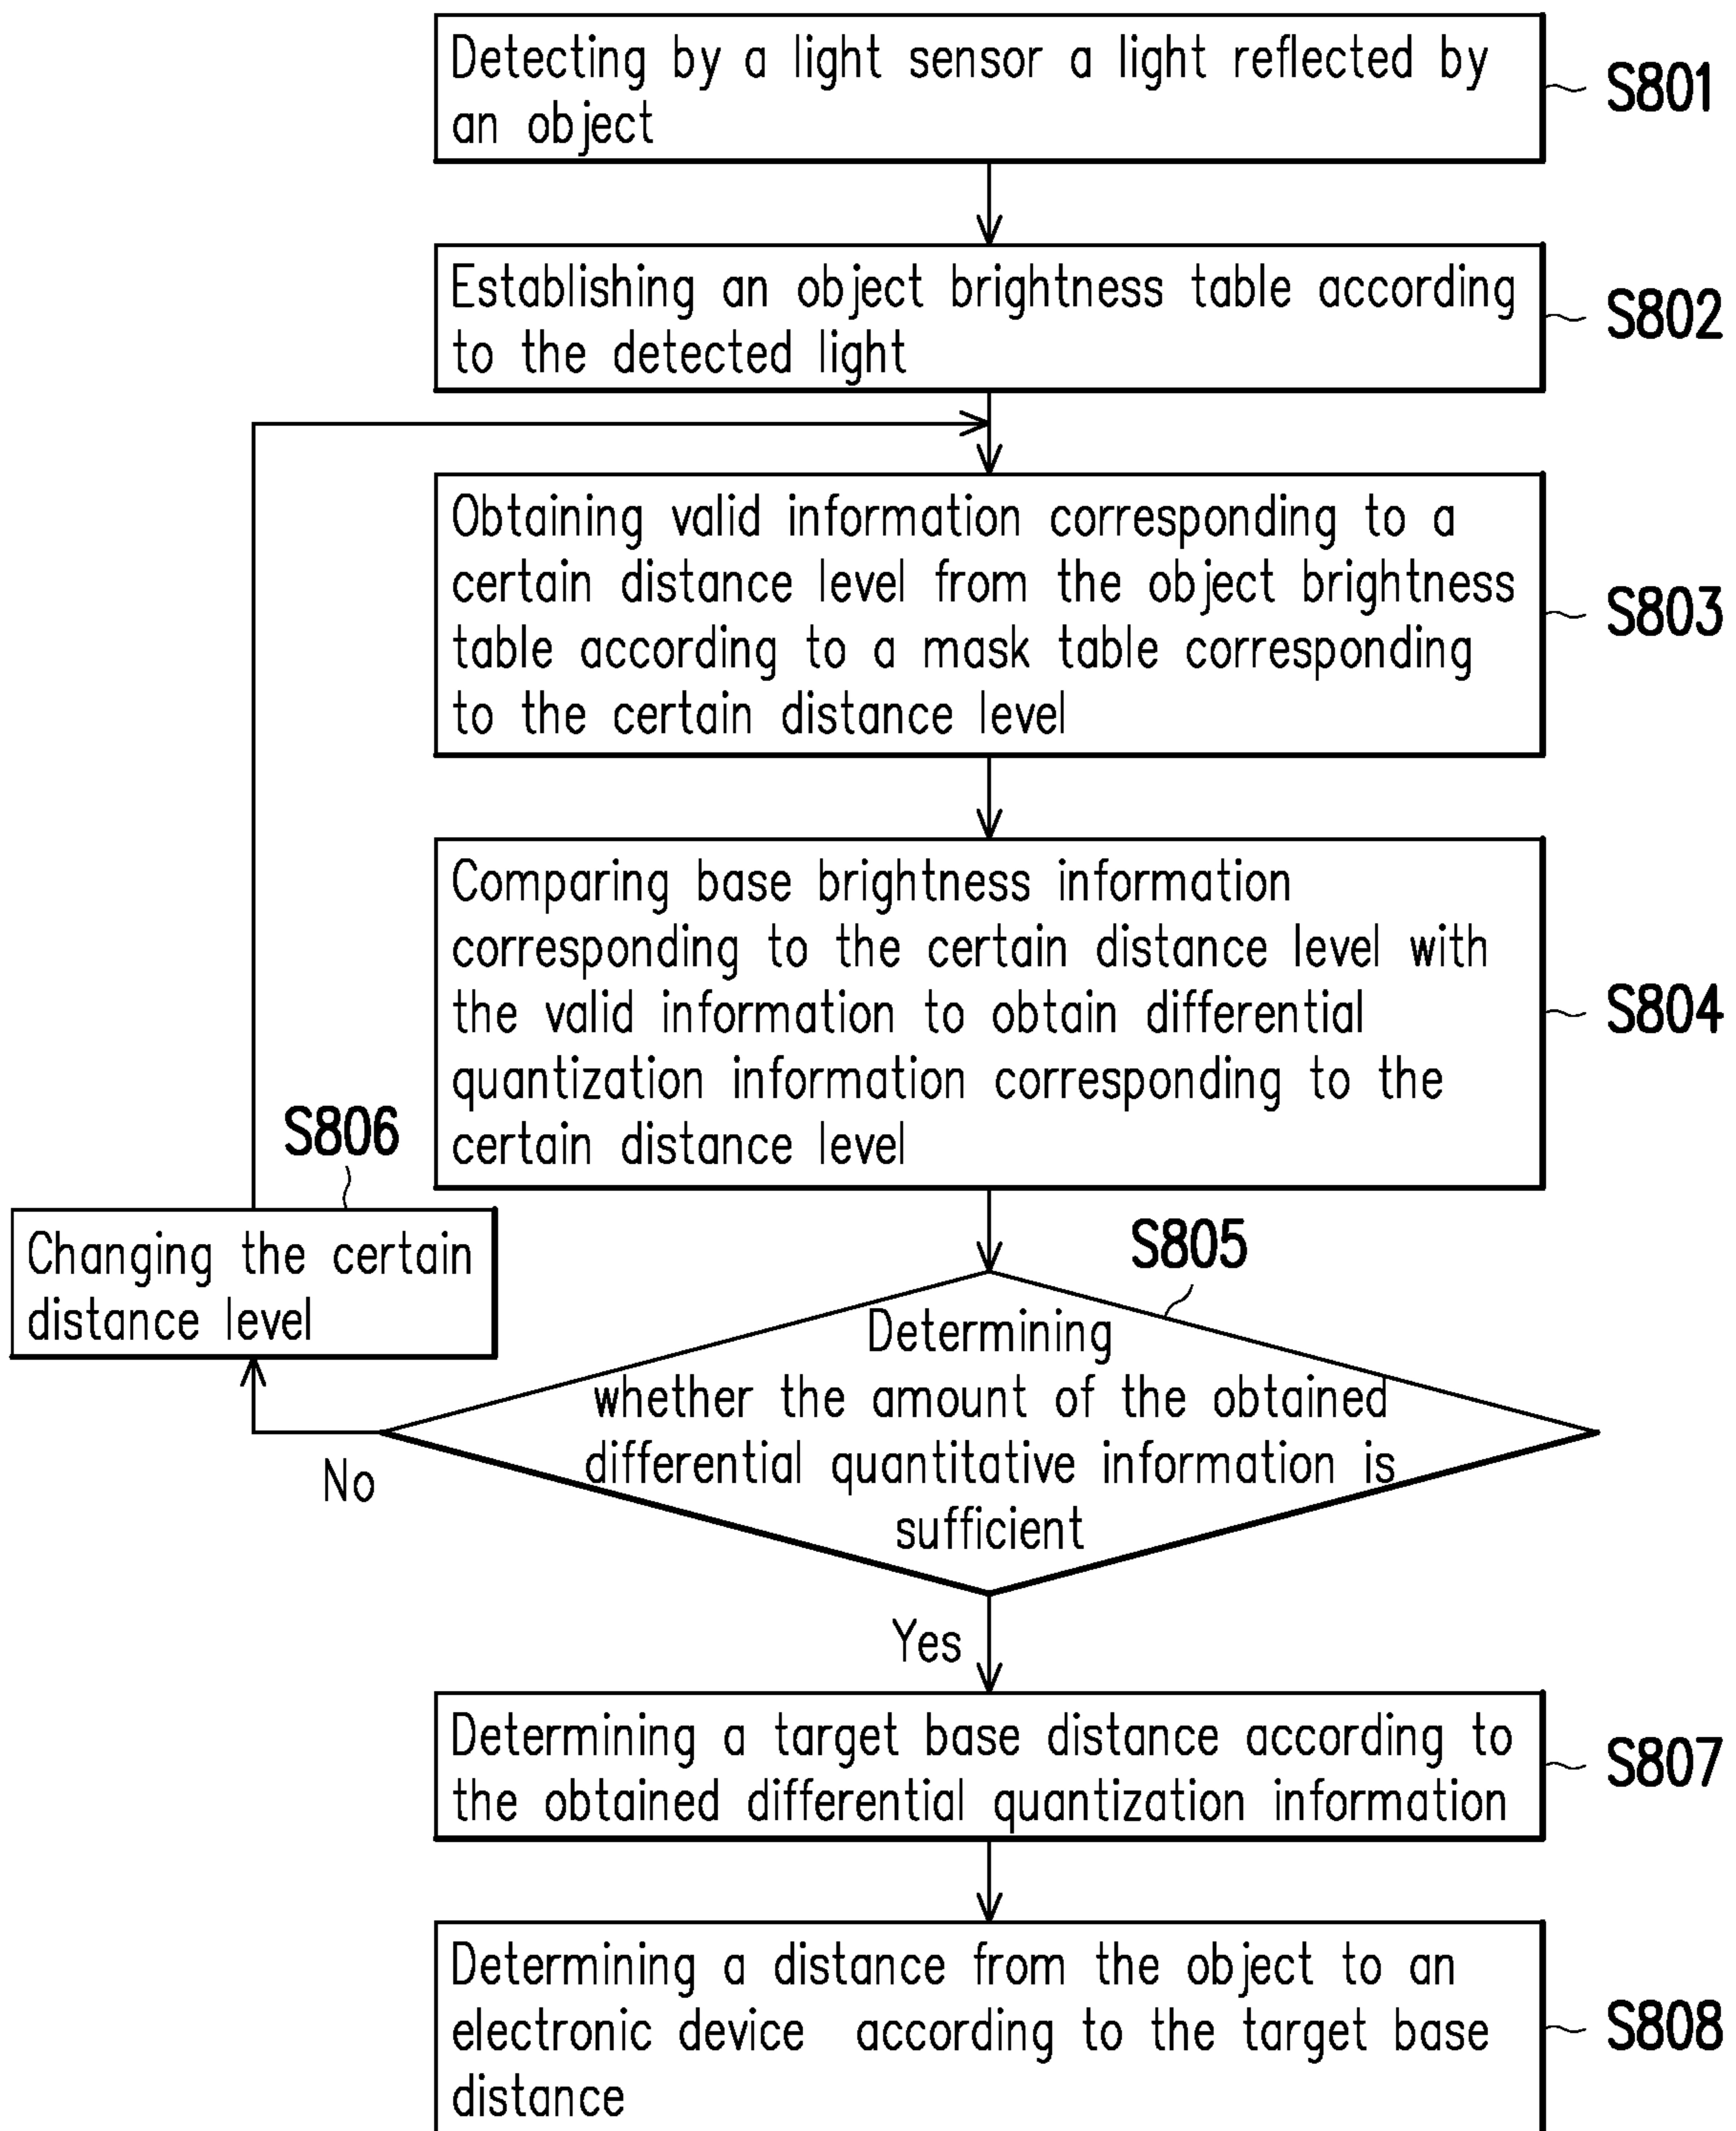 Detecting by a light sensor a light reflected by
an object
S801
Establishing an object brightness table according
to the detected light
S802
Obtaining valid information corresponding to a
certain distance level from the object brightness
table according to a mask table corresponding
to the certain distance level
S803
Comparing base brightness information
corresponding to the certain distance level with
the valid information to obtain differential
quantization information corresponding to the
certain distance level
S804
S806
Changing the certain
distance level
S805
Determining
whether the amount of the obtained
differential quantitative information is
sufficient
No
Yes
Determining a target base distance according to
the obtained differential quantization information
S807
Determining a distance from the object to an
electronic device according to the target base
distance
S808